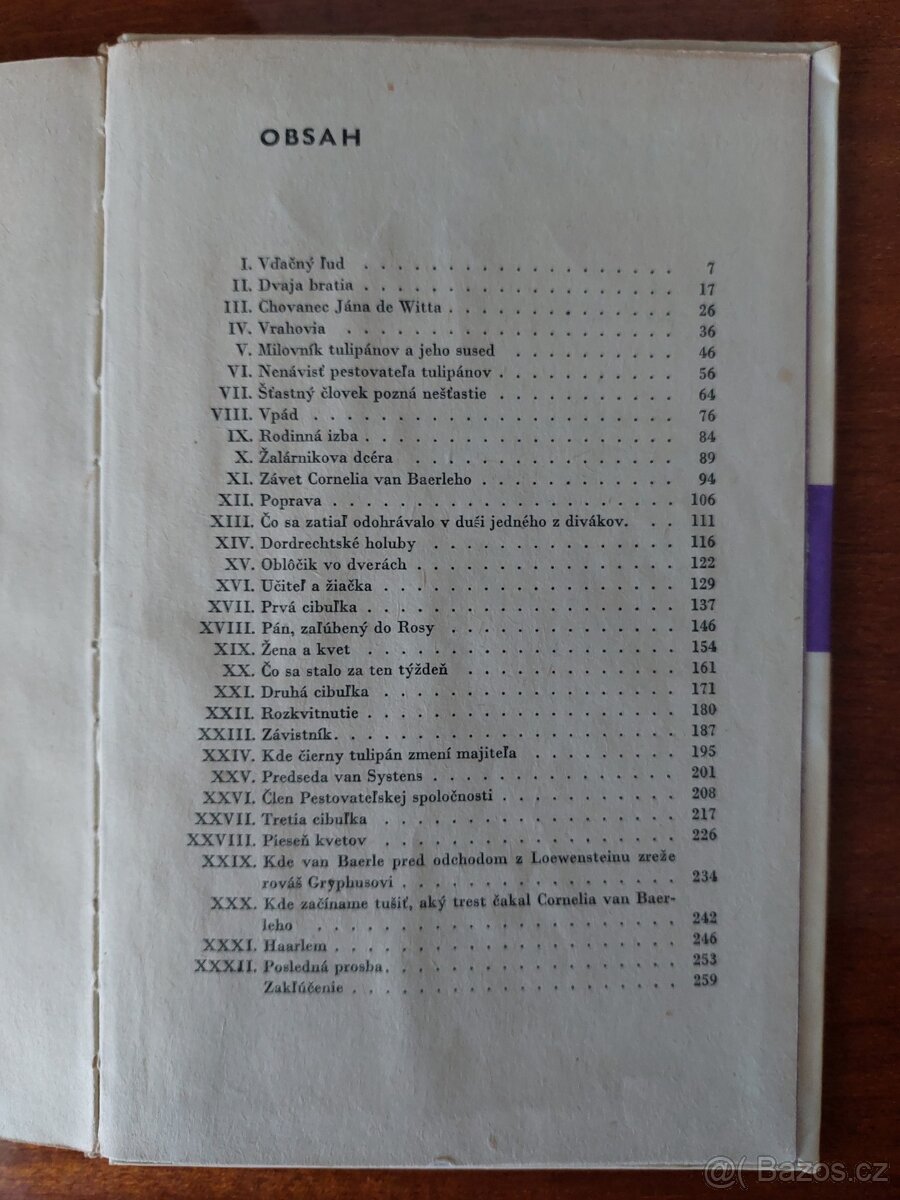 OBSAH
I. Vďačný ľud . . . . . . . . . . . . . . . . . . 7
II. Dvaja bratia . . . . . . . . . . . . . . . . . . 17
III. Chovanec Jána de Witta . . . . . . . . . . . . . 26
IV. Vrahovia . . . . . . . . . . . . . . . . . . 36
V. Milovník tulipánov a jeho sused . . . . . . . . . . 46
VI. Nenávisť pestovateľa tulipánov . . . . . . . . . . 56
VII. Šťastný človek pozná nešťastie . . . . . . . . . . 64
VIII. Vpád . . . . . . . . . . . . . . . . . . . . 76
IX. Rodinná izba . . . . . . . . . . . . . . . . . 84
X. Žalárnikova dcéra . . . . . . . . . . . . . . . 89
XI. Závet Cornelia van Baerleho . . . . . . . . . . . 94
XII. Poprava . . . . . . . . . . . . . . . . . . . 106
XIII. Čo sa zatiaľ odohrávalo v duši jedného z divákov. . . 111
XIV. Dordrechtské holuby . . . . . . . . . . . . . . 116
XV. Oblôčik vo dverách . . . . . . . . . . . . . . . 122
XVI. Učiteľ a žiačka . . . . . . . . . . . . . . . . 129
XVII. Prvá cibuľka . . . . . . . . . . . . . . . . . 137
XVIII. Pán, zaľúbený do Rosy . . . . . . . . . . . . . 146
XIX. Žena a kvet . . . . . . . . . . . . . . . . . 154
XX. Čo sa stalo za ten týždeň . . . . . . . . . . . . 161
XXI. Druhá cibuľka . . . . . . . . . . . . . . . . 171
XXII. Rozkvitnutie . . . . . . . . . . . . . . . . . 180
XXIII. Závistník. . . . . . . . . . . . . . . . . . . 187
XXIV. Kde čierny tulipán zmení majiteľa . . . . . . . . . 195
XXV. Predseda van Systens . . . . . . . . . . . . . . 201
XXVI. Člen Pestovateľskej spoločnosti . . . . . . . . . . 208
XXVII. Tretia cibuľka . . . . . . . . . . . . . . . . 217
XXVIII. Pieseň kvetov . . . . . . . . . . . . . . . . 226
XXIX. Kde van Baerle pred odchodom z Loewensteinu zreže
rováš Gryphusovi . . . . . . . . . . . . . . . 234
XXX. Kde začíname tušiť, aký trest čakal Cornelia van Baer-
leho . . . . . . . . . . . . . . . . . . . . 242
XXXI. Haarlem . . . . . . . . . . . . . . . . . . . 246
XXXII. Posledná prosba. . . . . . . . . . . . . . . . 253
Zakľúčenie . . . . . . . . . . . . . . . . . . 259
@( Bazos.cz